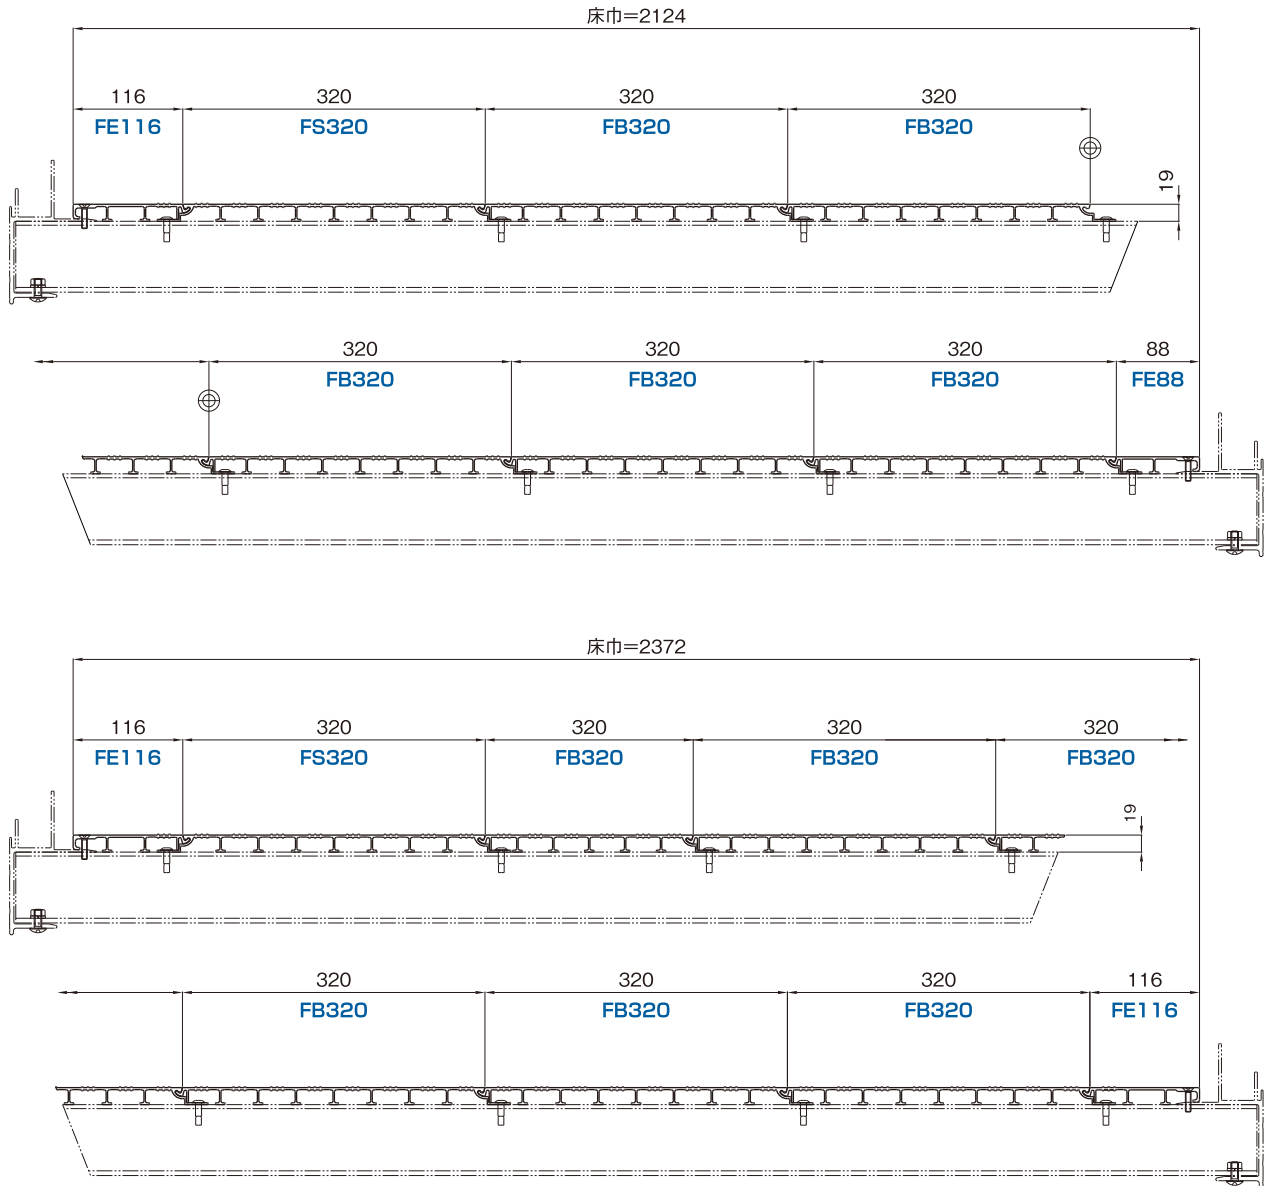 床巾=2124
116 320 320 320
FE116 FS320 FB320 FB320
19
320 320 320 88
FB320 FB320 FB320 FE88
床巾=2372
116 320 320 320 320
FE116 FS320 FB320 FB320 FB320
19
320 320 320 116
FB320 FB320 FB320 FE116